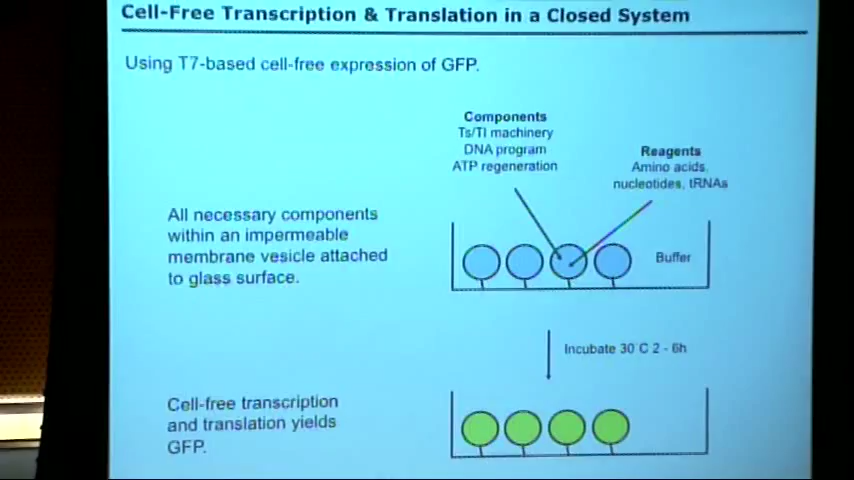 Cell-Free Transcription & Translation in a Closed System
Using T7-based cell-free expression of GFP.
Components
Ts/Tl machinery
DNA program
ATP regeneration
Reagents
Amino acids,
nucleotides, tRNAs
All necessary components
within an impermeable
membrane vesicle attached
to glass surface.
Buffer
Incubate 30°C 2 - 6h
Cell-free transcription
and translation yields
GFP.